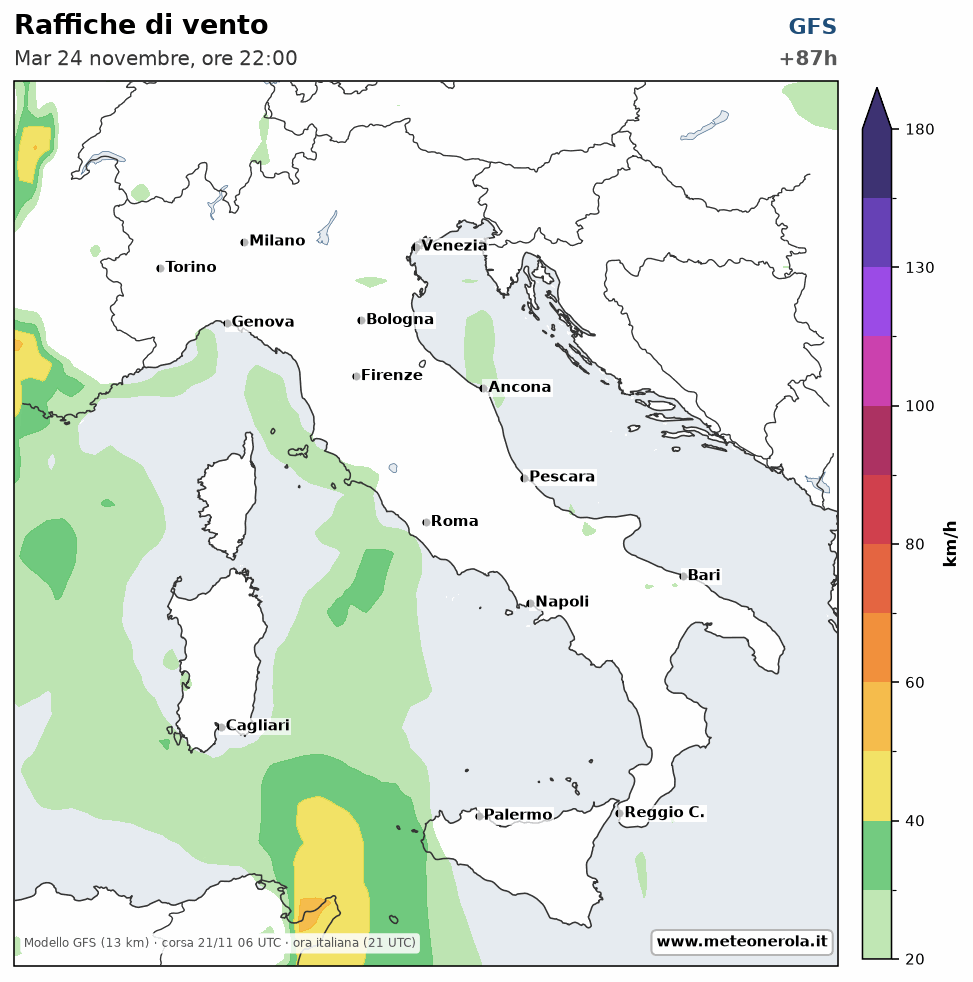 Raffiche di vento
GFS
Mar 24 novembre, ore 22:00
+87h
180
130
100
80
60
40
20
km/h
Venezia
Milano
Torino
Genova
Bologna
Firenze
Ancona
Pescara
Roma
Bari
Napoli
Cagliari
Palermo
Reggio C.
Modello GFS (13 km) · corsa 21/11 06 UTC · ora italiana (21 UTC)
www.meteonerola.it